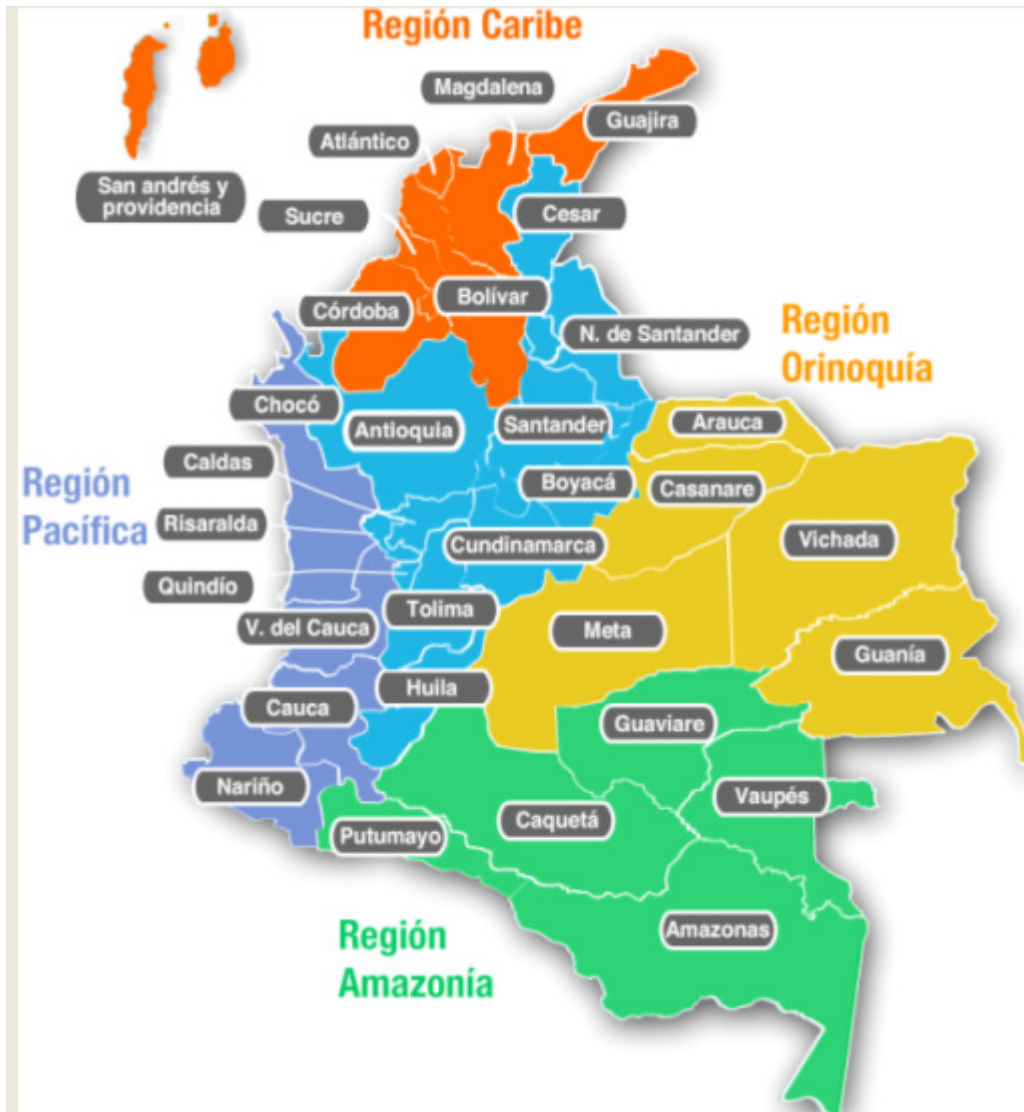 Región Caribe
Magdalena
Guajira
Atlántico
San andrés y
providencia
Sucre
Cesar
Bolívar
Córdoba
N. de Santander
Región
Orinoquía
Chocó
Antioquia
Santander
Arauca
Caldas
Boyacá
Casanare
Región
Pacífica
Risaralda
Cundinamarca
Vichada
Quindío
Tolima
V. del Cauca
Meta
Guanía
Huila
Cauca
Guaviare
Nariño
Vaupés
Caquetá
Putumayo
Amazonas
Región
Amazonía